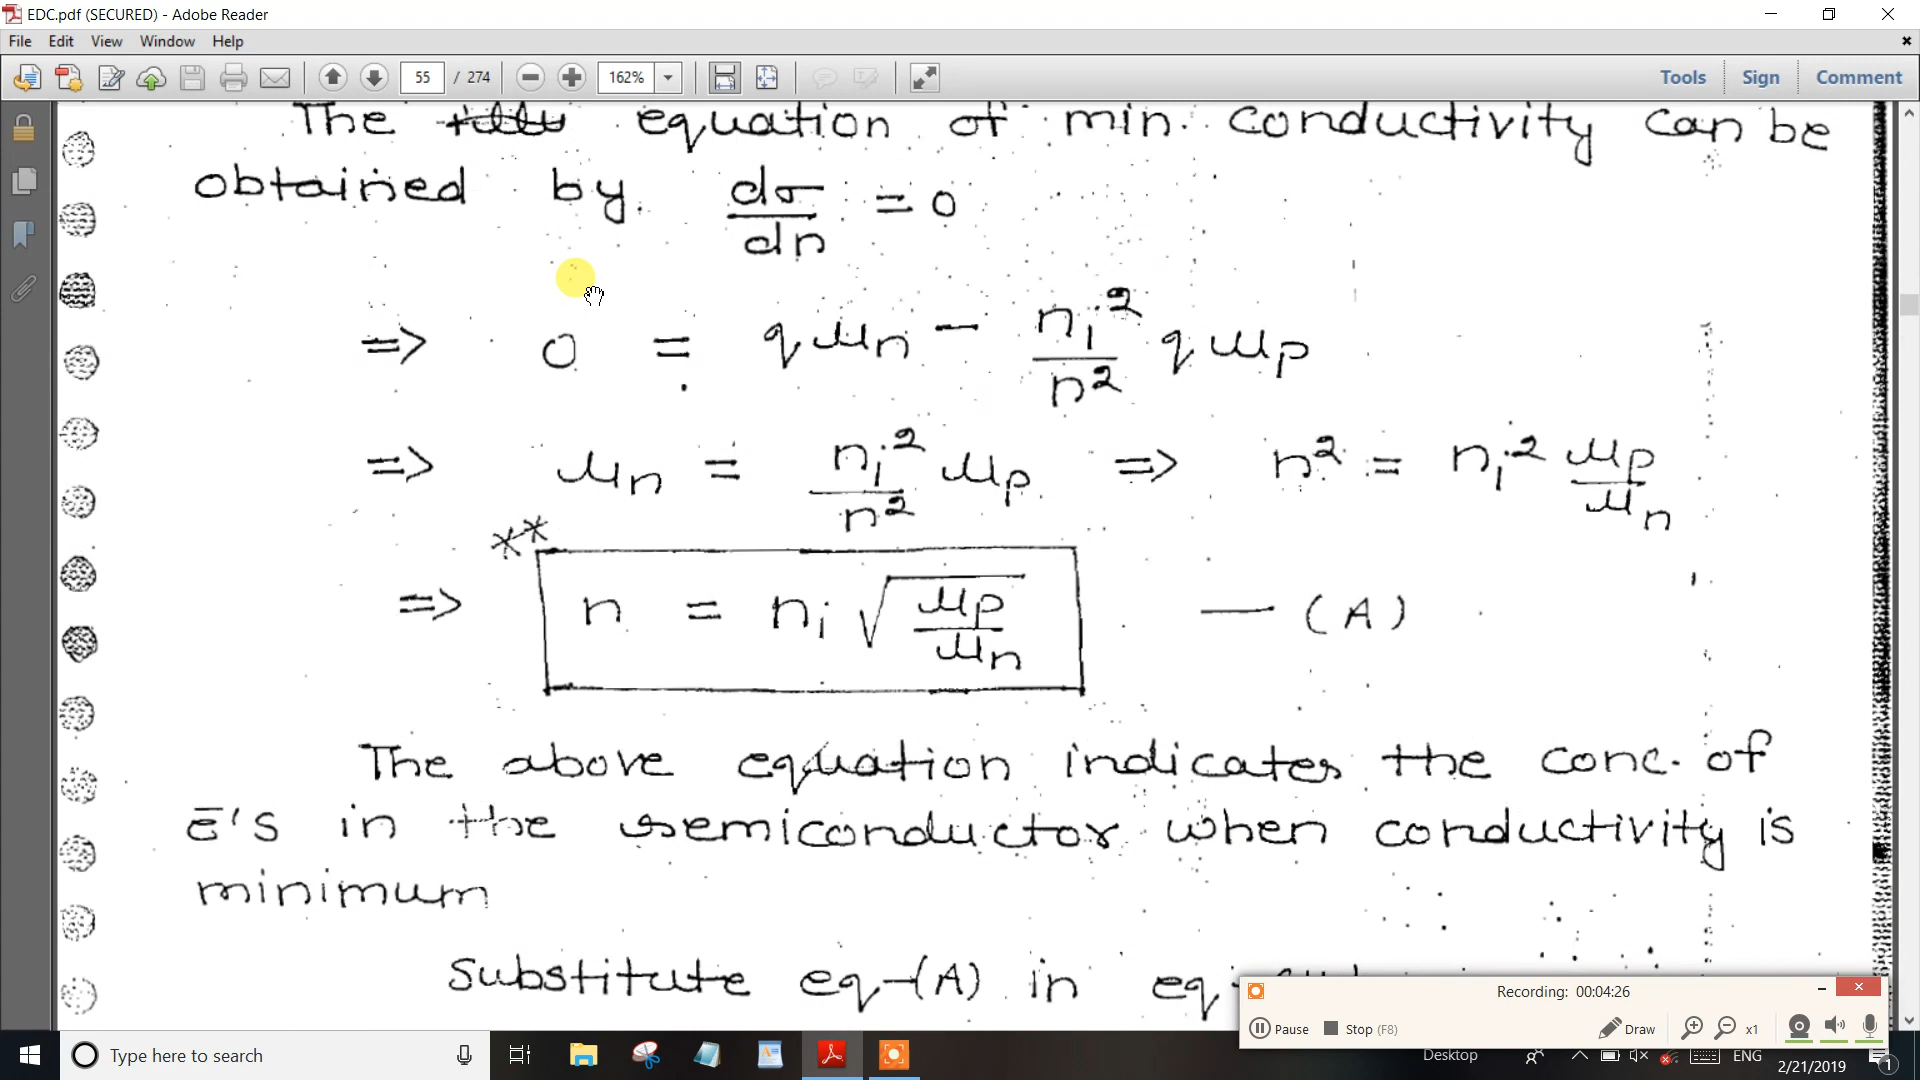 EDC.pdf (SECURED) - Adobe Reader
File Edit View Window Help
55 / 274 162% Tools Sign Comment
The equation of min. conductivity can be
obtained by dσ/dn = 0
=> 0 = qμn - ni²/n² qμp
=> μn = ni²/n² μp => n² = ni² μp/μn
**
=> n = ni √(μp/μn) — (A)
The above equation indicates the conc. of
ē's in the semiconductor when conductivity is
minimum
Substitute eq-(A) in eq
Recording: 00:04:26
Pause Stop (F8) Draw x1
Type here to search
Desktop ENG
2/21/2019 1